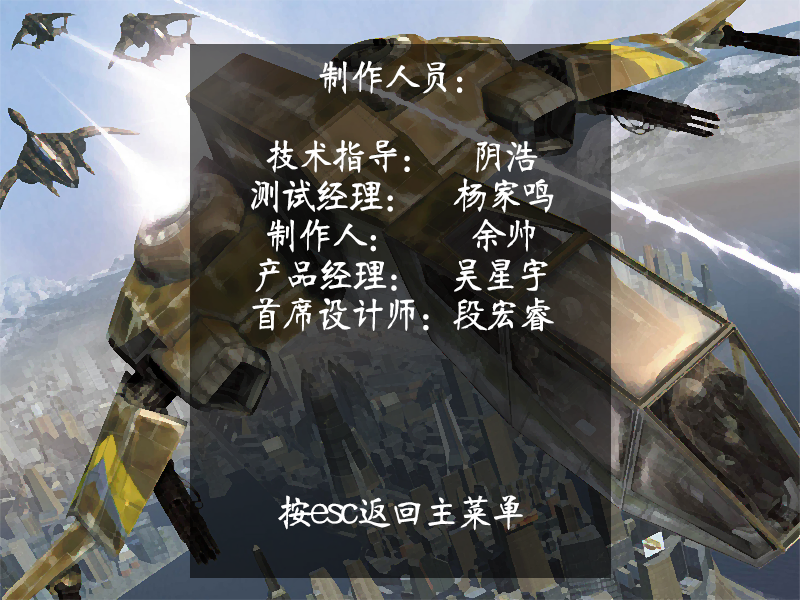 制作人员：
技术指导： 阴浩
测试经理： 杨家鸣
制作人： 余帅
产品经理： 吴星宇
首席设计师：段宏睿
按esc返回主菜单